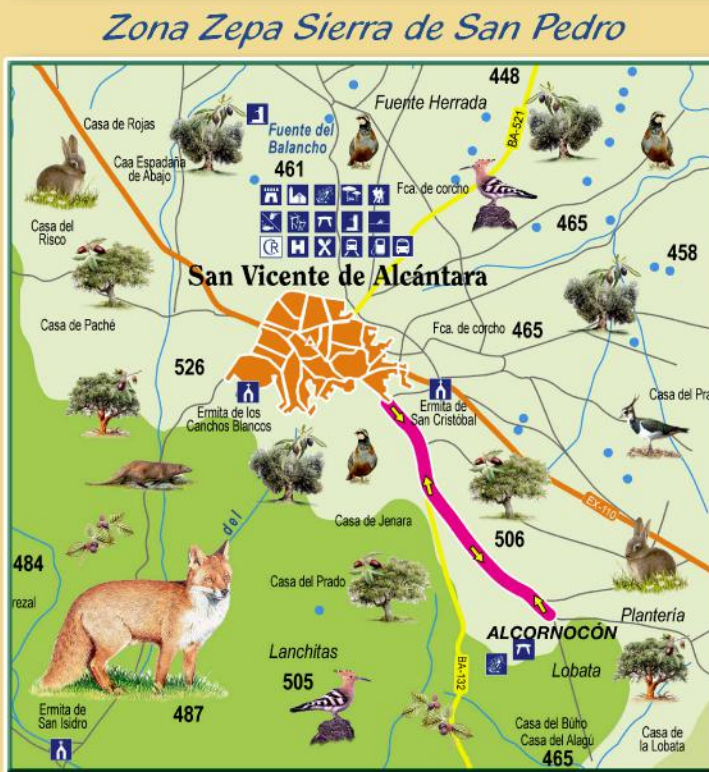 Zona Zepa Sierra de San Pedro
448
Fuente Herrada
BA-521
Casa de Rojas
Fuente del
Balancho
Caa Espadaña
de Abajo
461
Fca. de corcho
Casa del
Risco
465
458
CR H
San Vicente de Alcántara
Casa de Paché
Fca. de corcho 465
526
Ermita de los
Canchos Blancos
Ermita de
San Cristóbal
Casa del Pra
del
Casa de Jenara
506
EX-110
484
rezal
Casa del Prado
Plantería
ALCORNOCÓN
Lanchitas
505
BA-132
Lobata
Ermita de
San Isidro
487
Casa del Búho
Casa del Alagú
465
Casa de
la Lobata